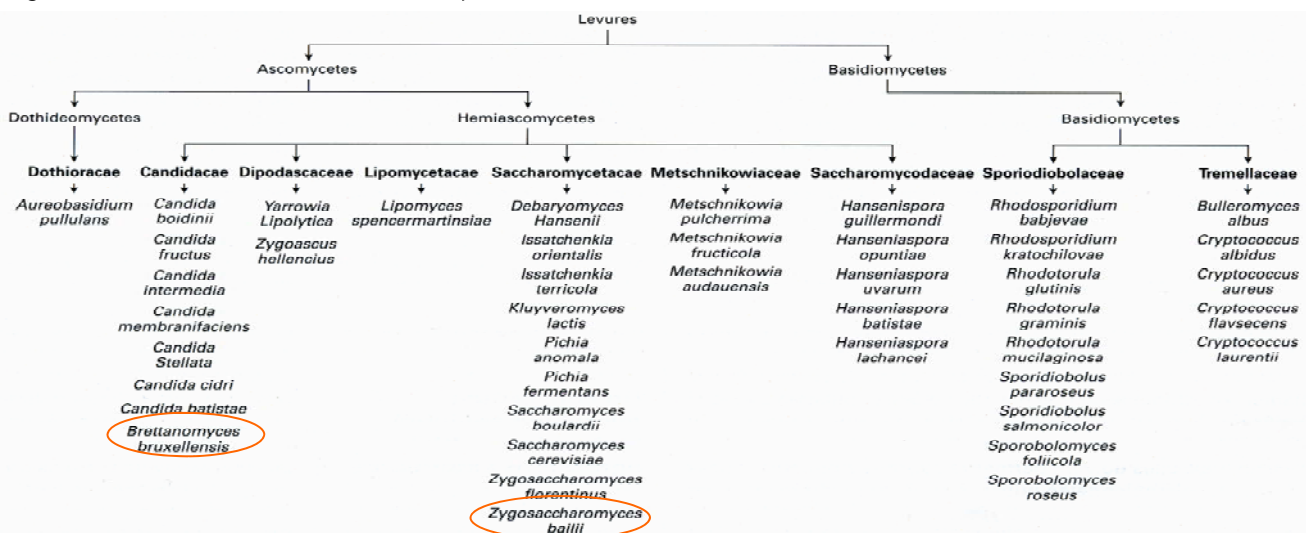 Levures
Ascomycetes
Basidiomycetes
Dothideomycetes
Hemiascomycetes
Basidiomycetes
Dothioracae
Aureobasidium
pullulans
Candidacae
Candida
boidinii
Candida
fructus
Candida
intermedia
Candida
membranifaciens
Candida
Stellata
Candida cidri
Candida batistae
Brettanomyces
bruxellensis
Dipodascaceae
Yarrowia
Lipolytica
Zygoascus
hellencius
Lipomycetacae
Lipomyces
spencermartinsiae
Saccharomycetacae
Debaryomyces
Hansenii
Issatchenkia
orientalis
Issatchenkia
terricola
Kluyveromyces
lactis
Pichia
anomala
Pichia
fermentans
Saccharomyces
boulardii
Saccharomyces
cerevisiae
Zygosaccharomyces
florentinus
Zygosaccharomyces
bailii
Metschnikowiaceae
Metschnikowia
pulcherrima
Metschnikowia
fructicola
Metschnikowia
audauensis
Saccharomycodaceae
Hansenispora
guillermondi
Hanseniaspora
opuntiae
Hanseniaspora
uvarum
Hanseniaspora
batistae
Hanseniaspora
lachancei
Sporiodiobolaceae
Rhodosporidium
babjevae
Rhodosporidium
kratochilovae
Rhodotorula
glutinis
Rhodotorula
graminis
Rhodotorula
mucilaginosa
Sporidiobolus
pararoseus
Sporidiobolus
salmonicolor
Sporobolomyces
foliicola
Sporobolomyces
roseus
Tremellaceae
Bulleromyces
albus
Cryptococcus
albidus
Cryptococcus
aureus
Cryptococcus
flavsecens
Cryptococcus
laurentii